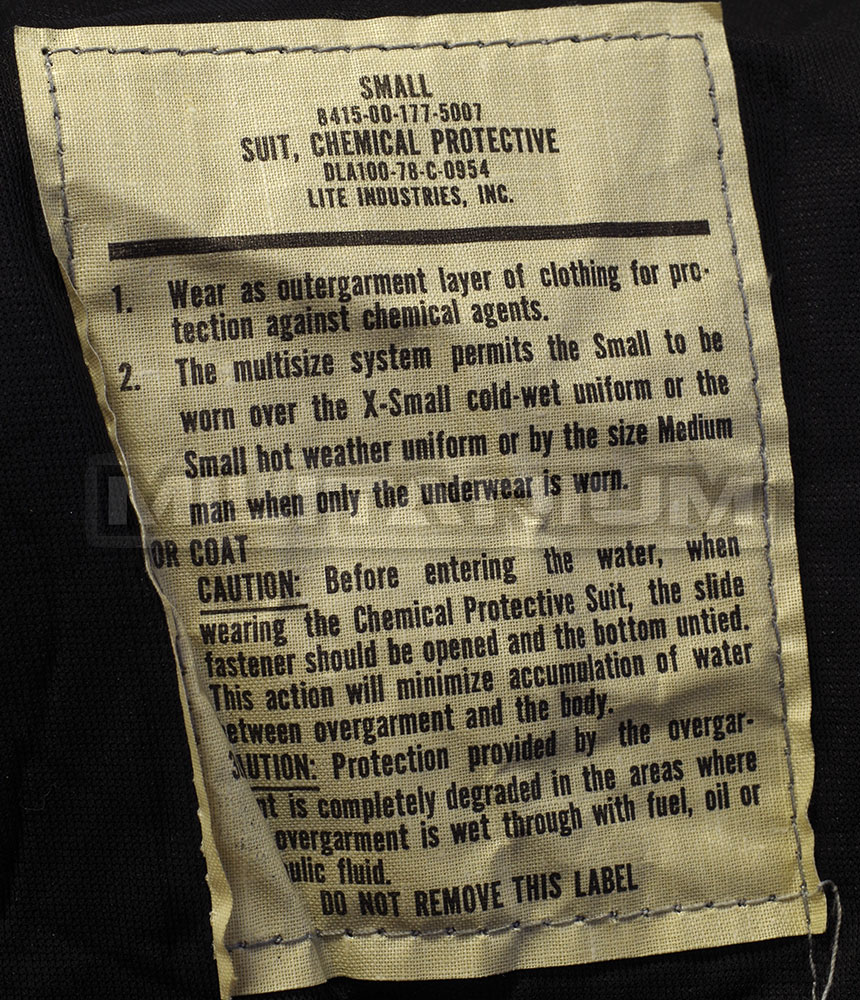 SMALL
8415-00-177-5007
SUIT, CHEMICAL PROTECTIVE
DLA100-78-C-0954
LITE INDUSTRIES, INC.
1. Wear as outergarment layer of clothing for pro-
tection against chemical agents.
2. The multisize system permits the Small to be
worn over the X-Small cold-wet uniform or the
Small hot weather uniform or by the size Medium
man when only the underwear is worn.
OR COAT
CAUTION: Before entering the water, when
wearing the Chemical Protective Suit, the slide
fastener should be opened and the bottom untied.
This action will minimize accumulation of water
etween overgarment and the body.
CAUTION: Protection provided by the overgar-
nt is completely degraded in the areas where
overgarment is wet through with fuel, oil or
ulic fluid.
DO NOT REMOVE THIS LABEL